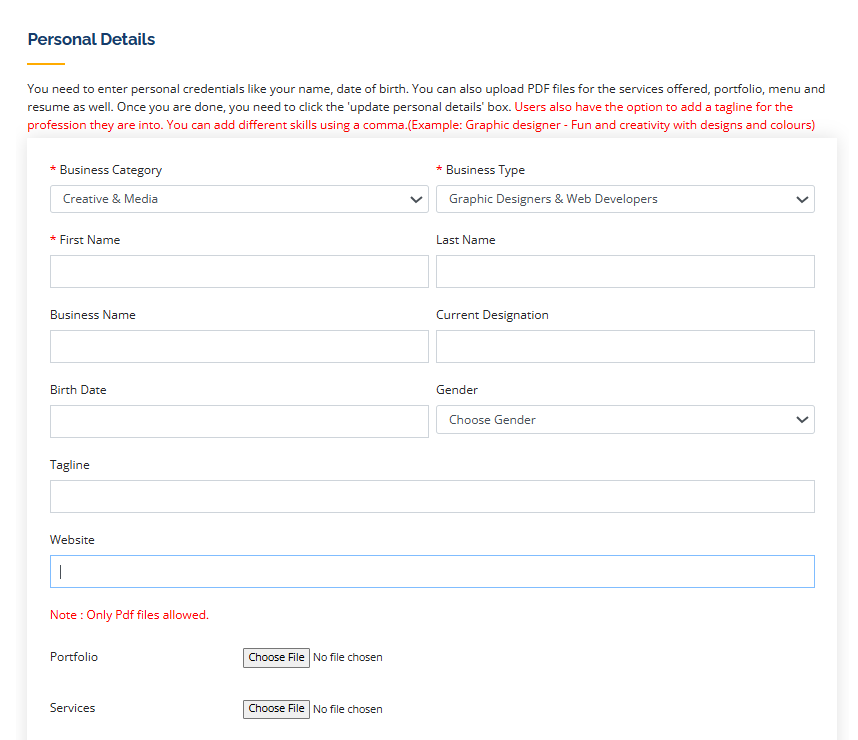 Personal Details
You need to enter personal credentials like your name, date of birth. You can also upload PDF files for the services offered, portfolio, menu and
resume as well. Once you are done, you need to click the 'update personal details' box. Users also have the option to add a tagline for the
profession they are into. You can add different skills using a comma.(Example: Graphic designer - Fun and creativity with designs and colours)
* Business Category
* Business Type
Creative & Media
Graphic Designers & Web Developers
* First Name
Last Name
Business Name
Current Designation
Birth Date
Gender
Choose Gender
Tagline
Website
Note : Only Pdf files allowed.
Portfolio
Choose File No file chosen
Services
Choose File No file chosen